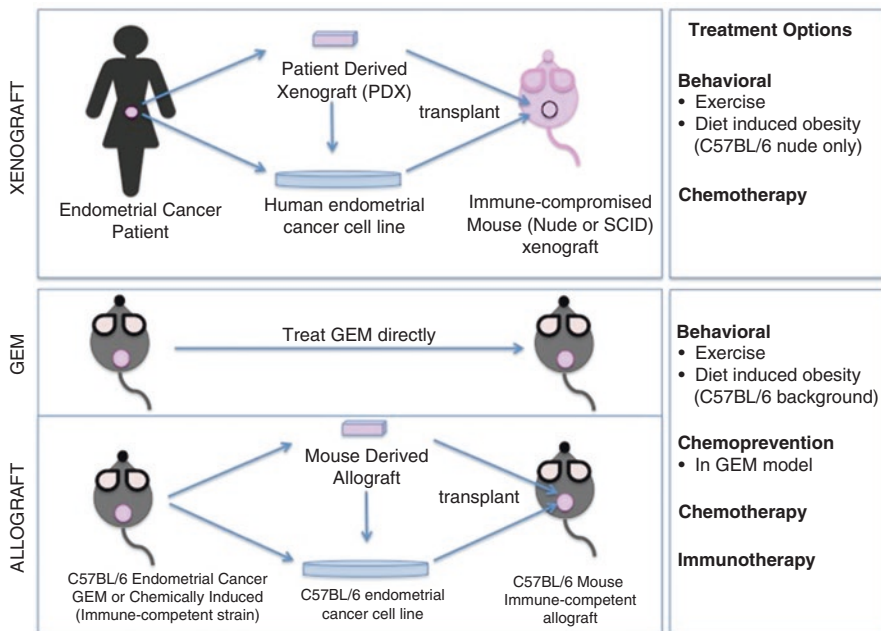 XENOGRAFT
Patient Derived
Xenograft (PDX)
transplant
Endometrial Cancer
Patient
Human endometrial
cancer cell line
Immune-compromised
Mouse (Nude or SCID)
xenograft
Treatment Options
Behavioral
• Exercise
• Diet induced obesity
(C57BL/6 nude only)
Chemotherapy
GEM
Treat GEM directly
ALLOGRAFT
Mouse Derived
Allograft
transplant
C57BL/6 Endometrial Cancer
GEM or Chemically Induced
(Immune-competent strain)
C57BL/6 endometrial
cancer cell line
C57BL/6 Mouse
Immune-competent
allograft
Behavioral
• Exercise
• Diet induced obesity
(C57BL/6 background)
Chemoprevention
• In GEM model
Chemotherapy
Immunotherapy